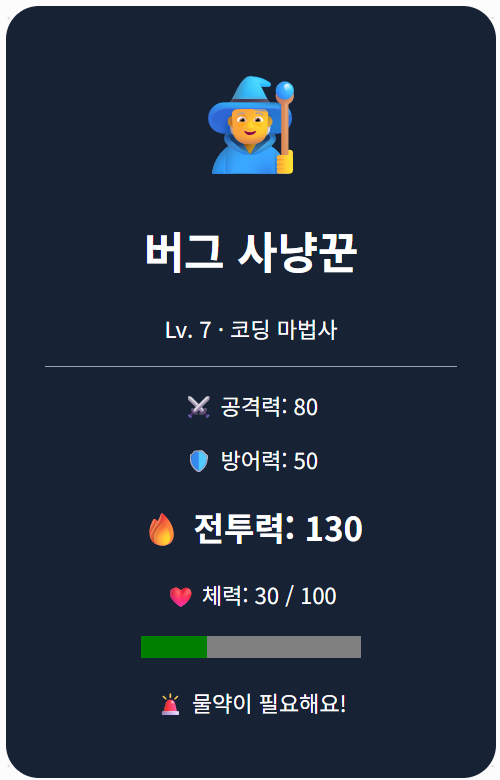 버그 사냥꾼
Lv. 7 · 코딩 마법사
⚔️ 공격력: 80
🛡️ 방어력: 50
🔥 전투력: 130
❤️ 체력: 30 / 100
🚨 물약이 필요해요!